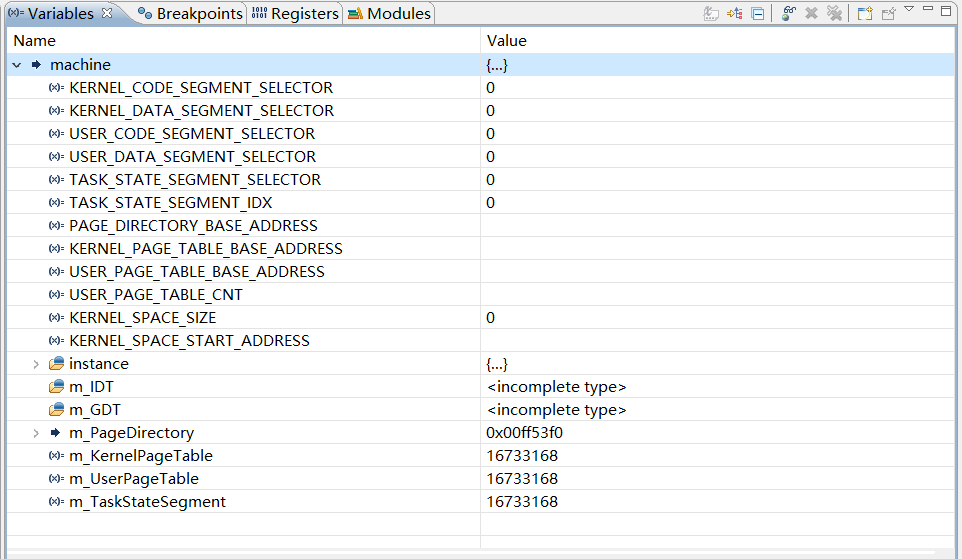 (x)= Variables Breakpoints 1010 0101 Registers Modules
Name Value
machine {...}
(x)= KERNEL_CODE_SEGMENT_SELECTOR 0
(x)= KERNEL_DATA_SEGMENT_SELECTOR 0
(x)= USER_CODE_SEGMENT_SELECTOR 0
(x)= USER_DATA_SEGMENT_SELECTOR 0
(x)= TASK_STATE_SEGMENT_SELECTOR 0
(x)= TASK_STATE_SEGMENT_IDX 0
(x)= PAGE_DIRECTORY_BASE_ADDRESS
(x)= KERNEL_PAGE_TABLE_BASE_ADDRESS
(x)= USER_PAGE_TABLE_BASE_ADDRESS
(x)= USER_PAGE_TABLE_CNT
(x)= KERNEL_SPACE_SIZE 0
(x)= KERNEL_SPACE_START_ADDRESS
instance {...}
m_IDT <incomplete type>
m_GDT <incomplete type>
m_PageDirectory 0x00ff53f0
(x)= m_KernelPageTable 16733168
(x)= m_UserPageTable 16733168
(x)= m_TaskStateSegment 16733168